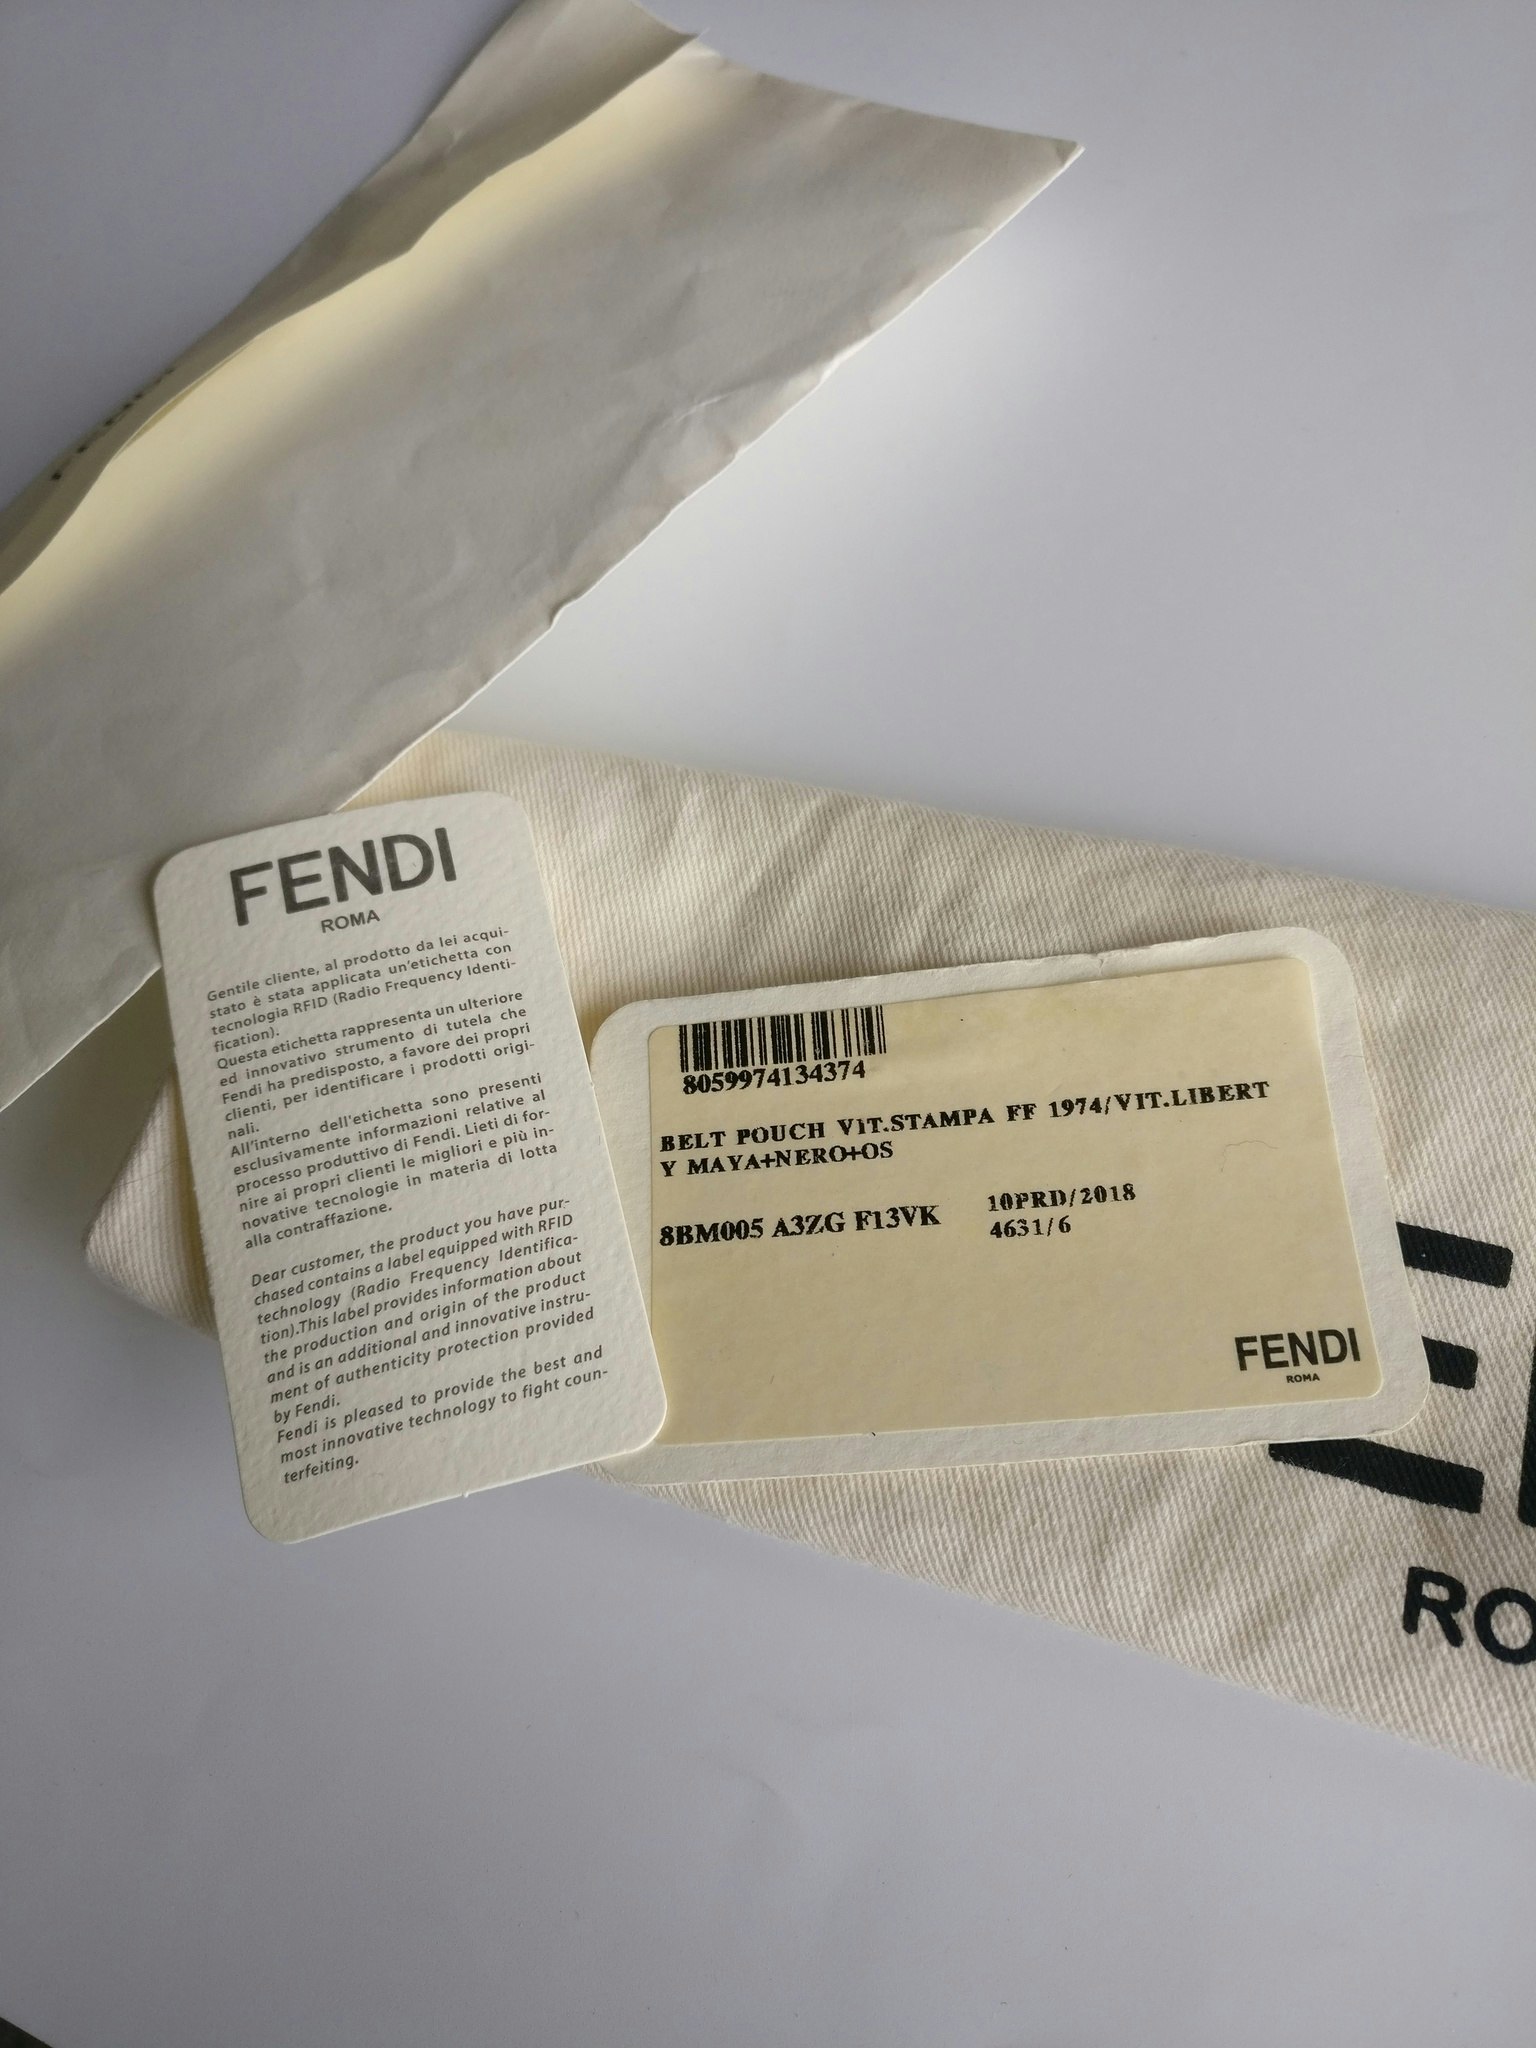 FENDI
ROMA
Gentile cliente, al prodotto da lei acqui-
stato è stata applicata un'etichetta con
tecnologia RFID (Radio Frequency Identi-
fication).
Questa etichetta rappresenta un ulteriore
ed innovativo strumento di tutela che
Fendi ha predisposto, a favore dei propri
clienti, per identificare i prodotti origi-
nali.
All'interno dell'etichetta sono presenti
esclusivamente informazioni relative al
processo produttivo di Fendi. Lieti di for-
nire ai propri clienti le migliori e più in-
novative tecnologie in materia di lotta
alla contraffazione.
Dear customer, the product you have pur-
chased contains a label equipped with RFID
technology (Radio Frequency Identifica-
tion).This label provides information about
the production and origin of the product
and is an additional and innovative instru-
ment of authenticity protection provided
by Fendi.
Fendi is pleased to provide the best and
most innovative technology to fight coun-
terfeiting.
8059974134374
BELT POUCH VIT.STAMPA FF 1974/VIT.LIBERT
Y MAYA+NERO+OS
8BM005 A3ZG F13VK
10PRD/2018
4631/6
FENDI
ROMA
RO